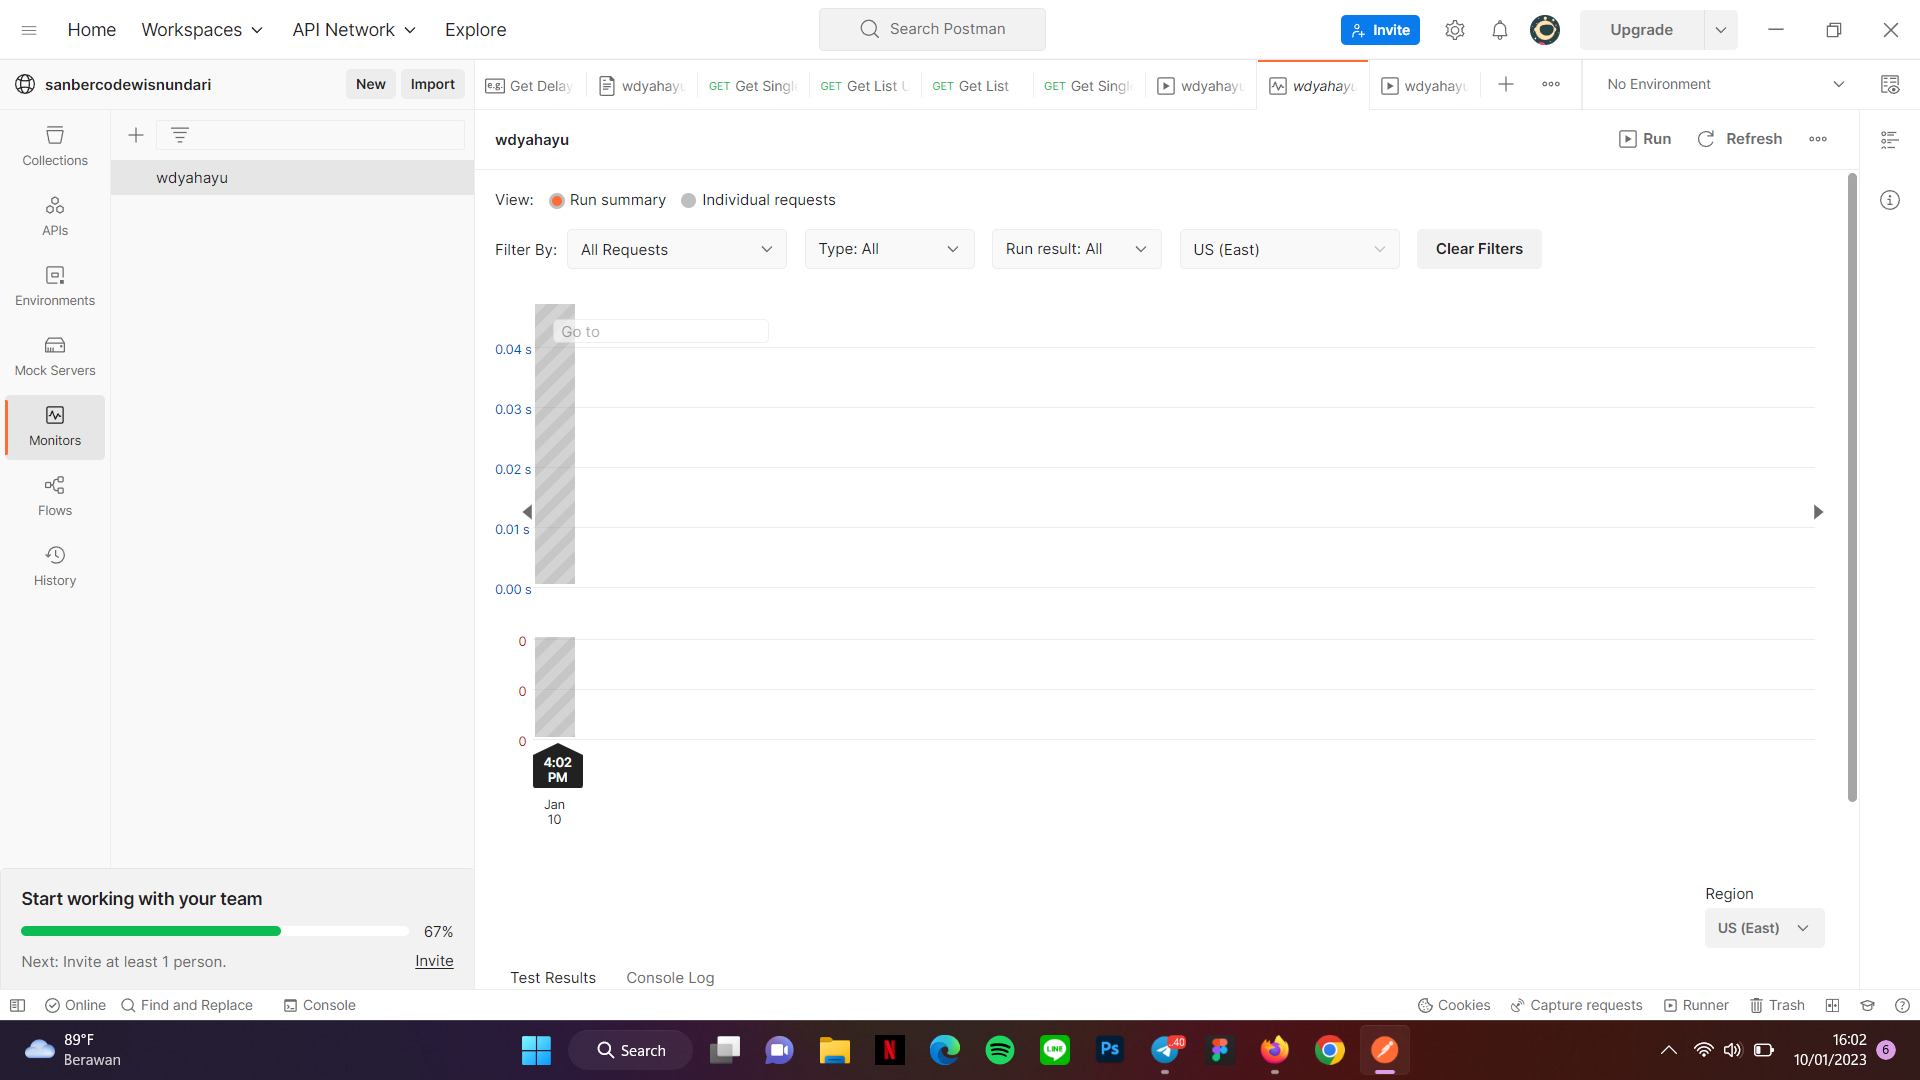 Home
Workspaces
API Network
Explore
Search Postman
Invite
Upgrade
sanbercodewisnundari
New
Import
e.g. Get Delay
wdyahayu
GET Get Singl
GET Get List U
GET Get List
GET Get Singl
wdyahayu
wdyahayu
wdyahayu
No Environment
Collections
APIs
Environments
Mock Servers
Monitors
Flows
History
wdyahayu
wdyahayu
Run
Refresh
View:
Run summary
Individual requests
Filter By:
All Requests
Type: All
Run result: All
US (East)
Clear Filters
Go to
0.04 s
0.03 s
0.02 s
0.01 s
0.00 s
0
0
0
4:02
PM
Jan
10
Region
US (East)
Test Results
Console Log
Start working with your team
67%
Next: Invite at least 1 person.
Invite
Online
Find and Replace
Console
Cookies
Capture requests
Runner
Trash
89°F
Berawan
Search
N
LINE
Ps
40
16:02
10/01/2023
6